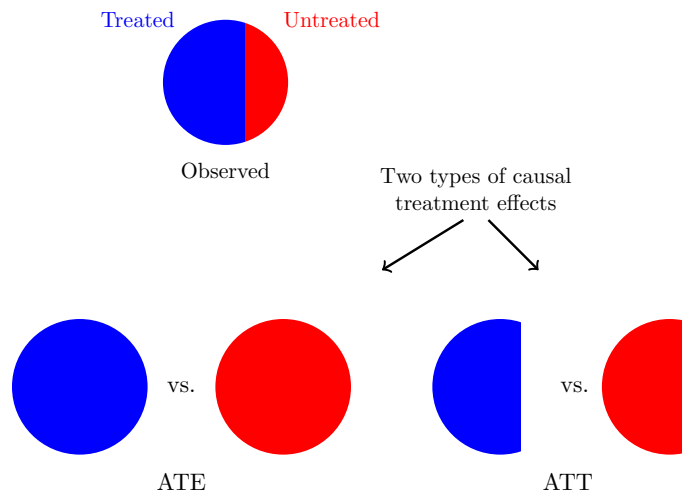 Treated
Untreated
Observed
Two types of causal
treatment effects
vs.
vs.
ATE
ATT